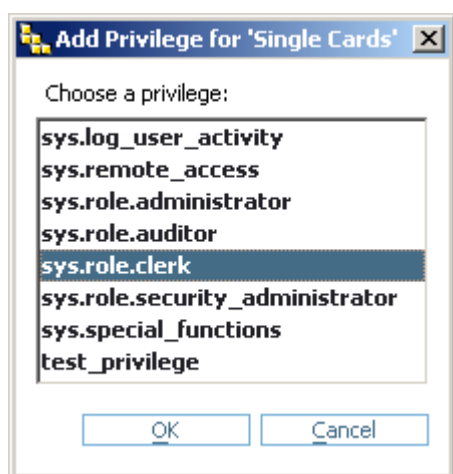 Add Privilege for 'Single Cards'
Choose a privilege:
sys.log_user_activity
sys.remote_access
sys.role.administrator
sys.role.auditor
sys.role.clerk
sys.role.security_administrator
sys.special_functions
test_privilege
OK Cancel